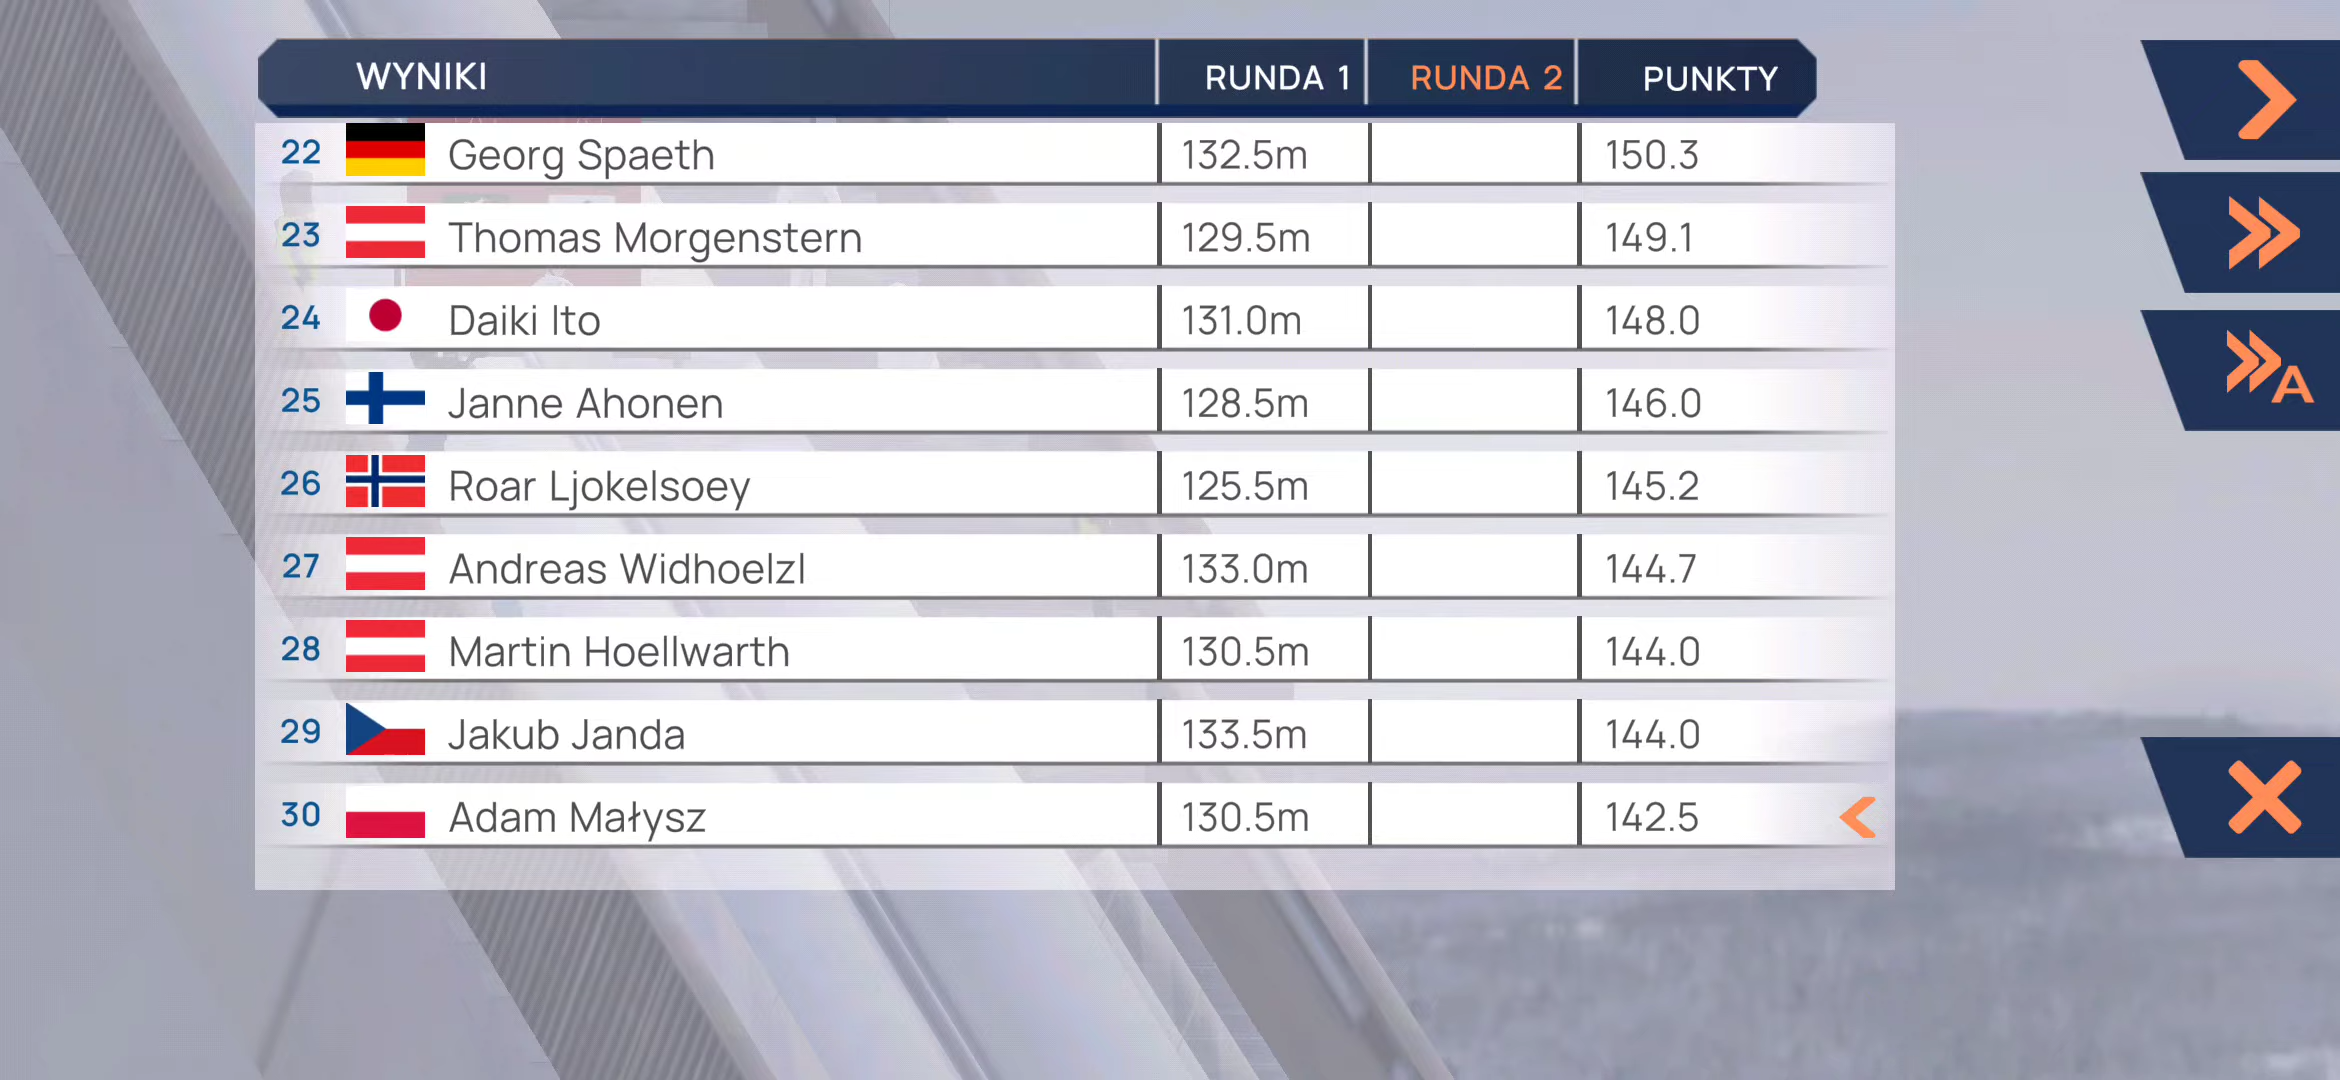 WYNIKI RUNDA 1 RUNDA 2 PUNKTY
22 Georg Spaeth 132.5m 150.3
23 Thomas Morgenstern 129.5m 149.1
24 Daiki Ito 131.0m 148.0
25 Janne Ahonen 128.5m 146.0
26 Roar Ljokelsoey 125.5m 145.2
27 Andreas Widhoelzl 133.0m 144.7
28 Martin Hoellwarth 130.5m 144.0
29 Jakub Janda 133.5m 144.0
30 Adam Małysz 130.5m 142.5
A